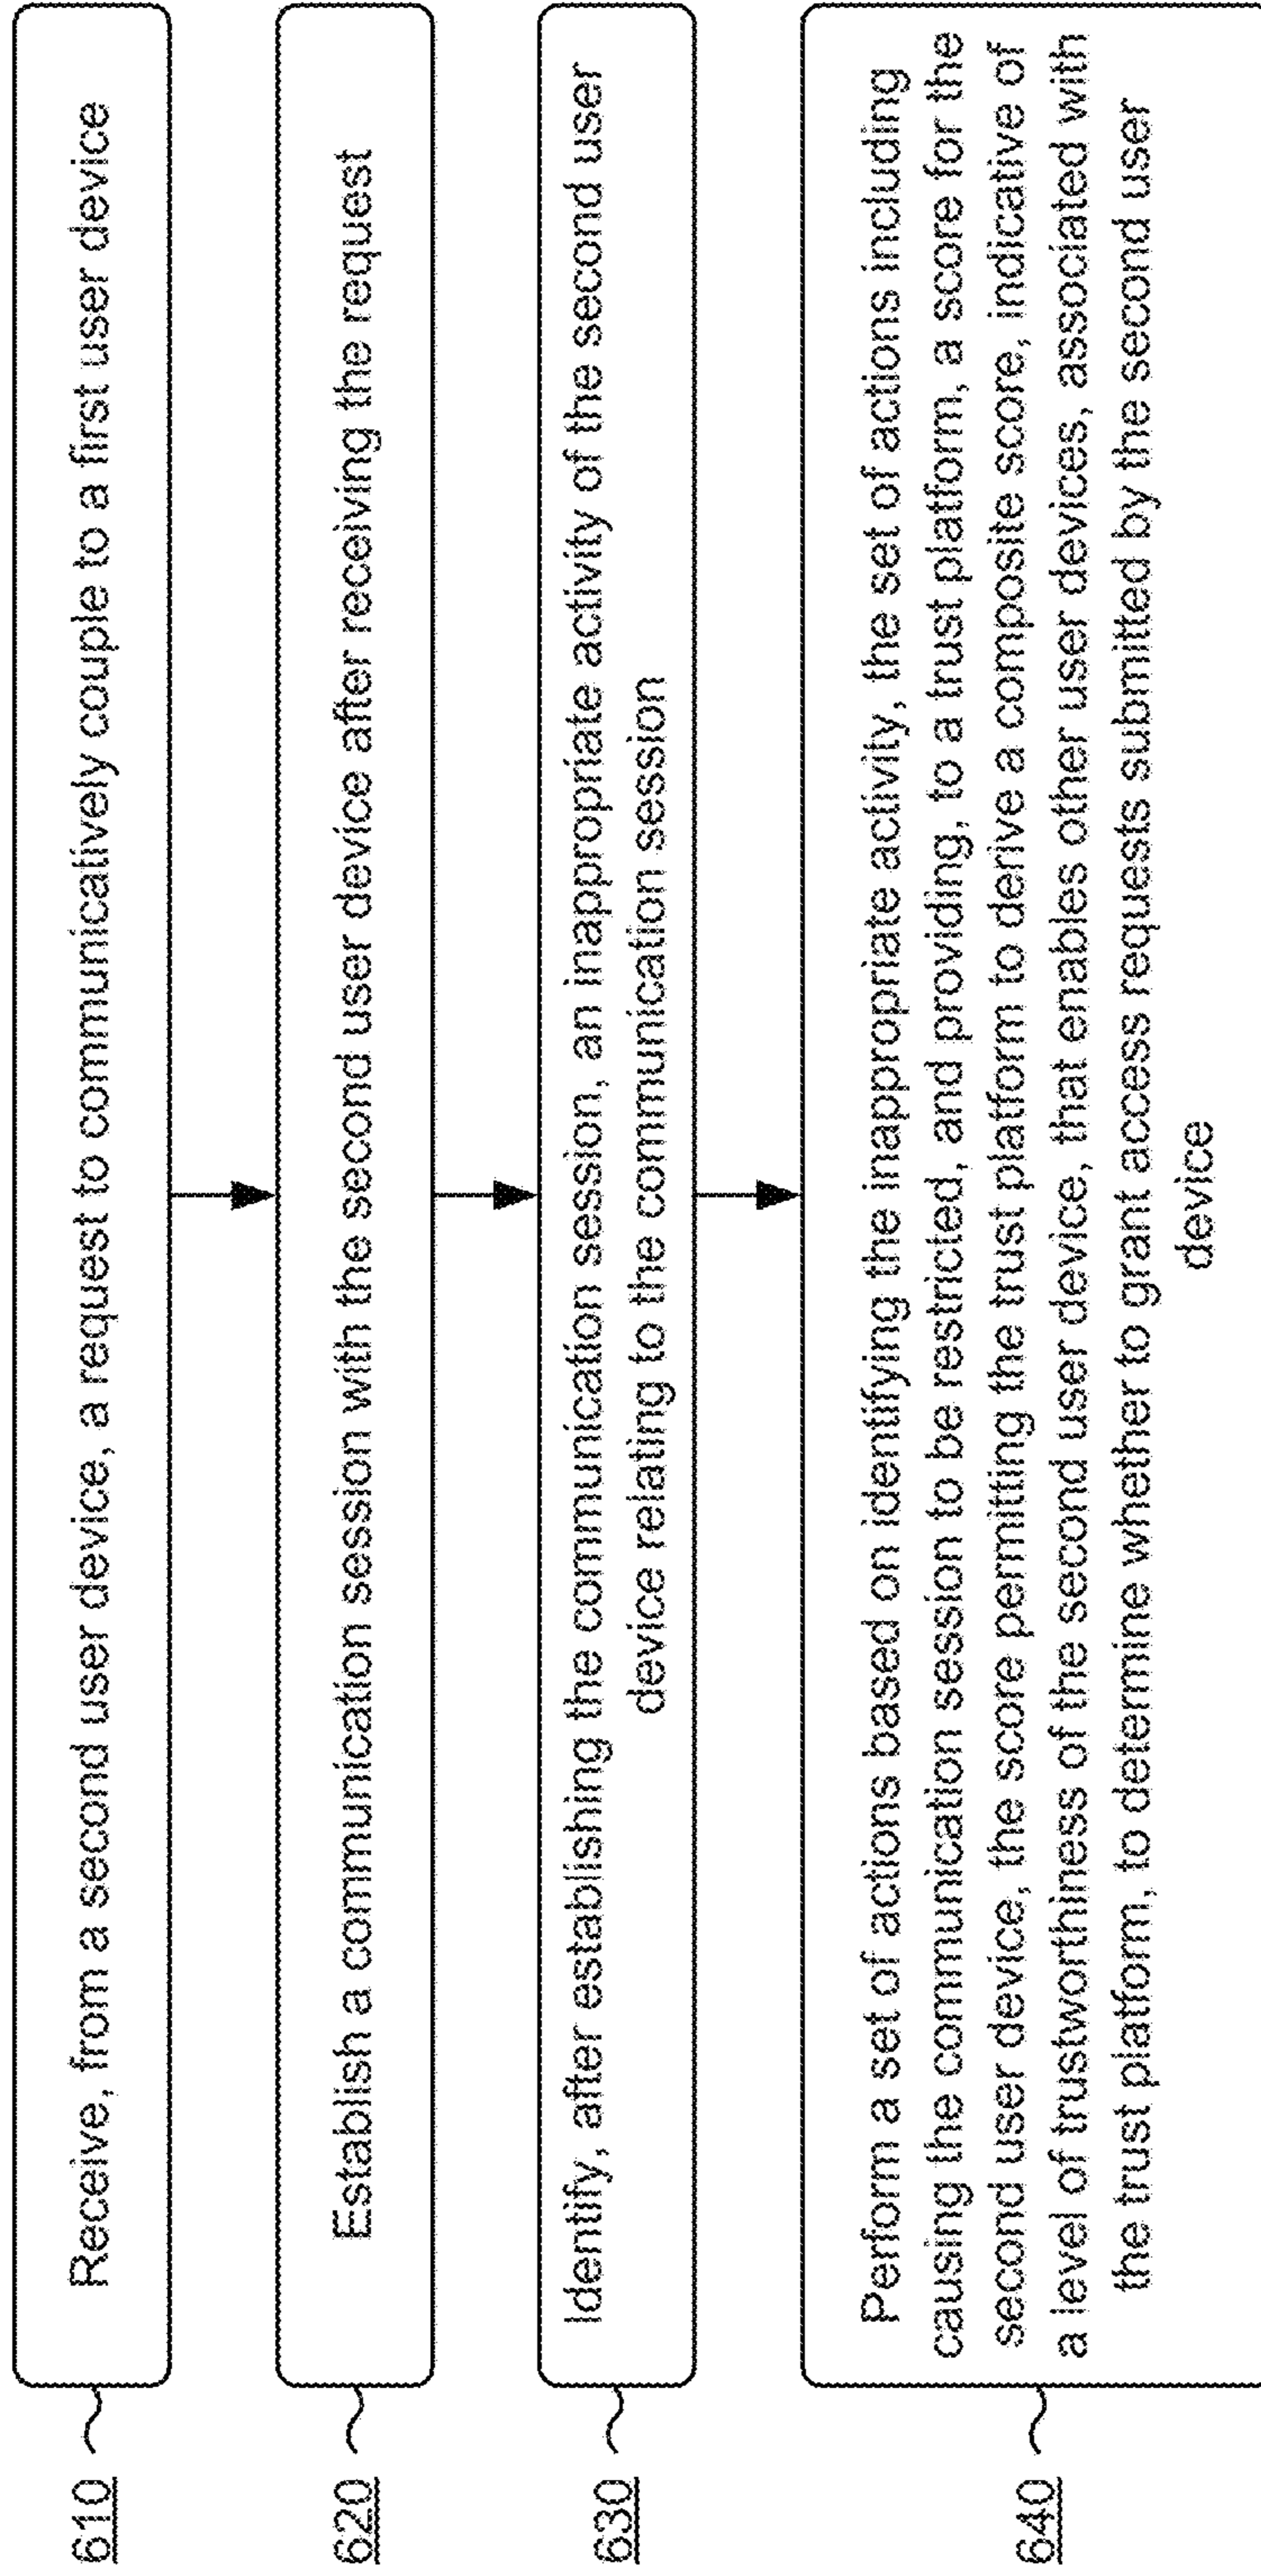 610
Receive, from a second user device, a request to communicatively couple to a first user device
620
Establish a communication session with the second user device after receiving the request
630
Identify, after establishing the communication session, an inappropriate activity of the second user
device relating to the communication session
640
Perform a set of actions based on identifying the inappropriate activity, the set of actions including
causing the communication session to be restricted, and providing, to a trust platform, a score for the
second user device, the score permitting the trust platform to derive a composite score, indicative of
a level of trustworthiness of the second user device, that enables other user devices, associated with
the trust platform, to determine whether to grant access requests submitted by the second user
device